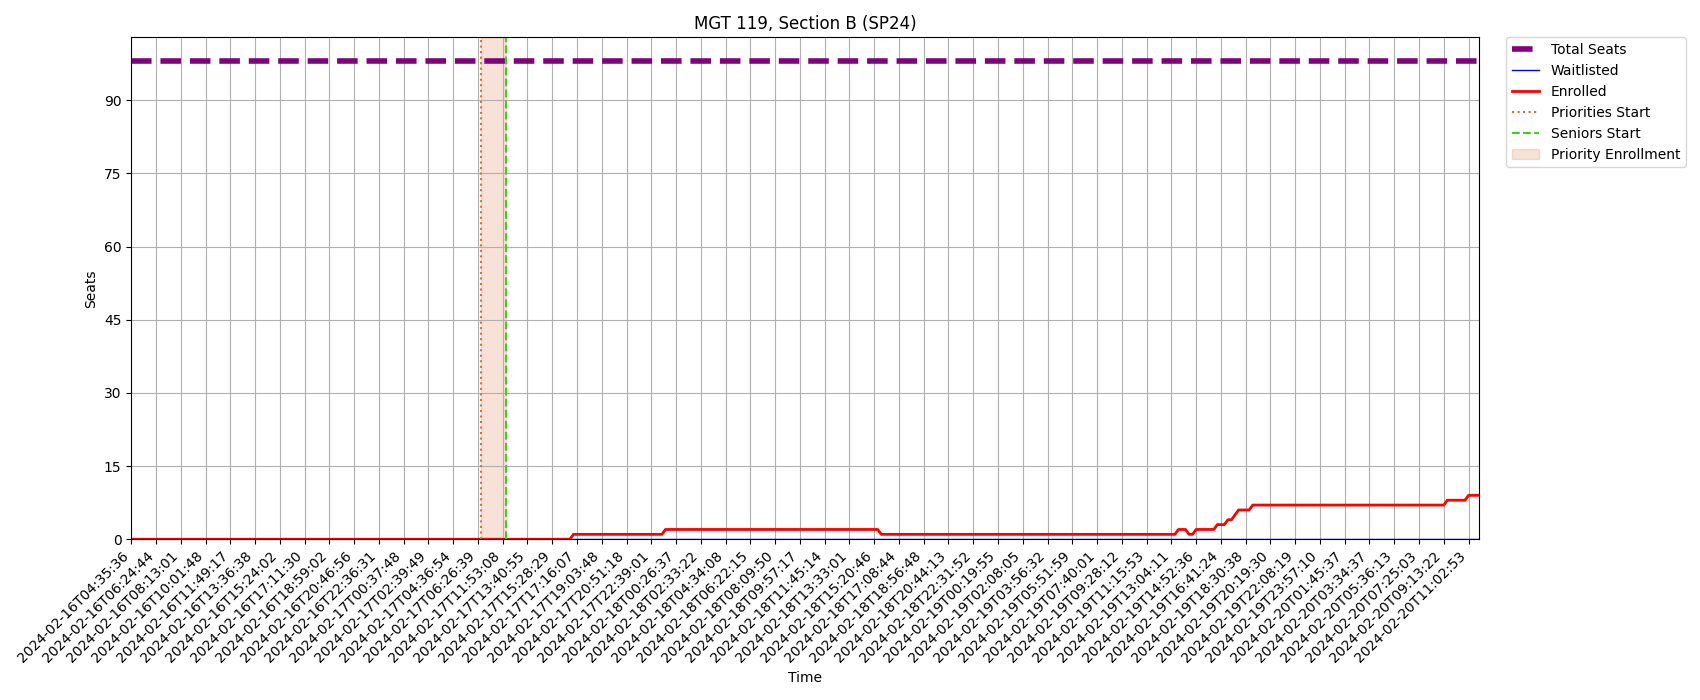 MGT 119, Section B (SP24)
Total Seats
Waitlisted
Enrolled
Priorities Start
Seniors Start
Priority Enrollment
Seats
90
75
60
45
30
15
0
2024-02-16T04:35:36
2024-02-16T06:24:44
2024-02-16T08:13:01
2024-02-16T10:01:48
2024-02-16T11:49:17
2024-02-16T13:36:38
2024-02-16T15:24:02
2024-02-16T17:11:30
2024-02-16T18:59:02
2024-02-16T20:46:56
2024-02-16T22:36:31
2024-02-17T00:37:48
2024-02-17T02:39:49
2024-02-17T04:36:54
2024-02-17T06:26:39
2024-02-17T11:53:08
2024-02-17T13:40:55
2024-02-17T15:28:29
2024-02-17T17:16:07
2024-02-17T19:03:48
2024-02-17T20:51:18
2024-02-17T22:39:01
2024-02-18T00:26:37
2024-02-18T02:33:22
2024-02-18T04:34:08
2024-02-18T06:22:15
2024-02-18T08:09:50
2024-02-18T09:57:17
2024-02-18T11:45:14
2024-02-18T13:33:01
2024-02-18T15:20:46
2024-02-18T17:08:44
2024-02-18T18:56:48
2024-02-18T20:44:13
2024-02-18T22:31:52
2024-02-19T00:19:55
2024-02-19T02:08:05
2024-02-19T03:56:32
2024-02-19T05:51:59
2024-02-19T07:40:01
2024-02-19T09:28:12
2024-02-19T11:15:53
2024-02-19T13:04:11
2024-02-19T14:52:36
2024-02-19T16:41:24
2024-02-19T18:30:38
2024-02-19T20:19:30
2024-02-19T22:08:19
2024-02-19T23:57:10
2024-02-20T01:45:37
2024-02-20T03:34:37
2024-02-20T05:36:13
2024-02-20T07:25:03
2024-02-20T09:13:22
2024-02-20T11:02:53
Time